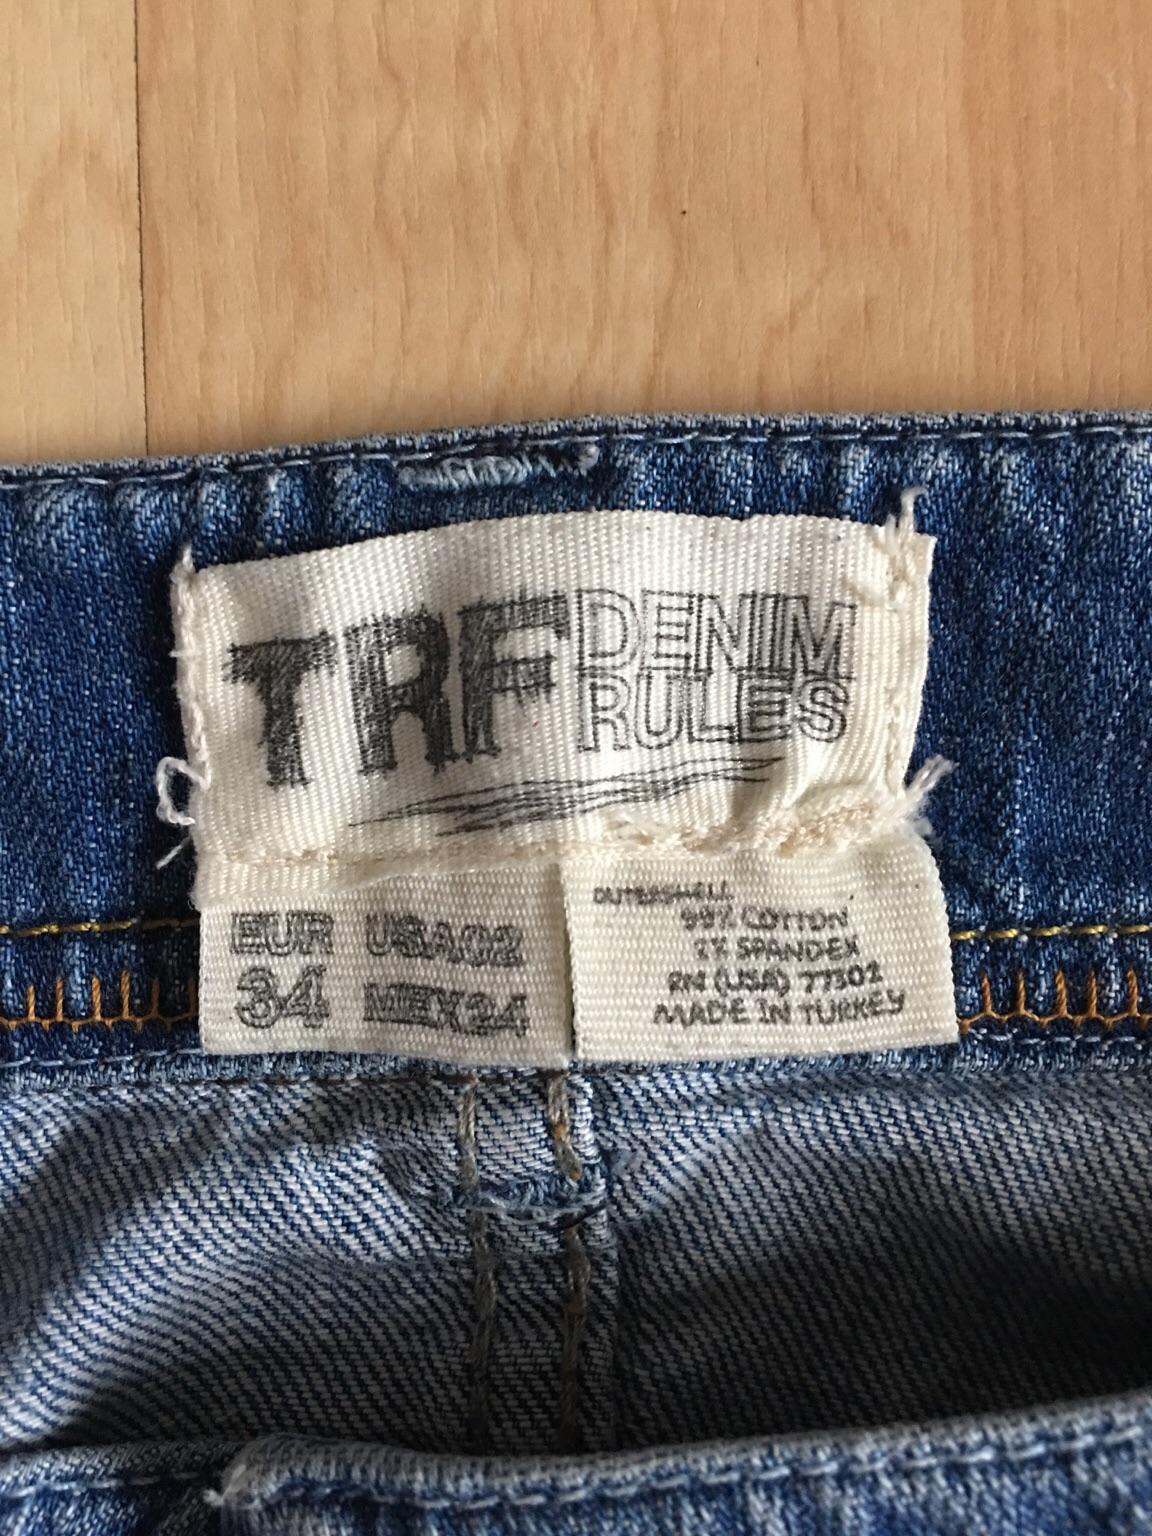 TRF DENIM
RULES
EUR USA02
34 MEX24
OUTERSHELL
99% COTTON
1% SPANDEX
RN (USA) 77302
MADE IN TURKEY